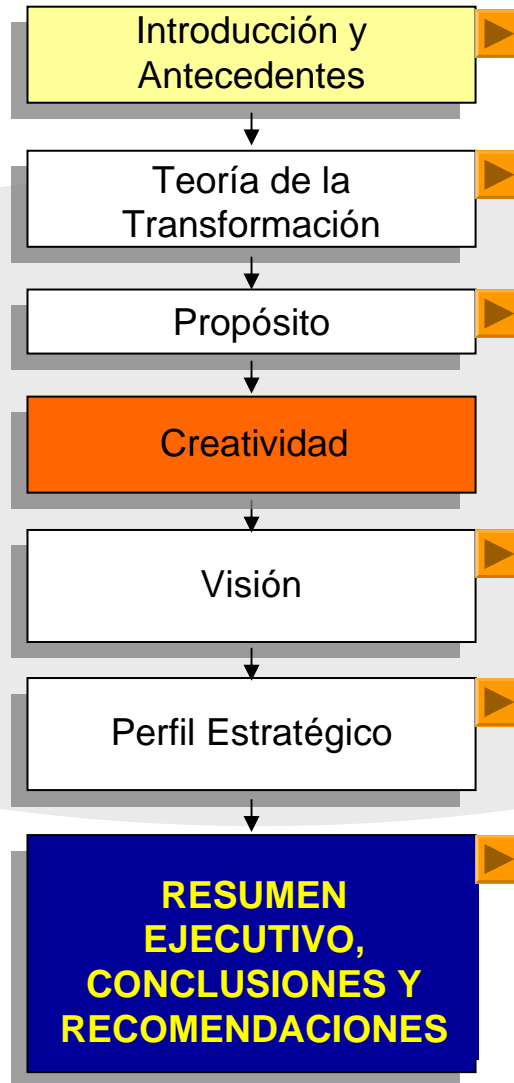 Introducción y
Antecedentes
Teoría de la
Transformación
Propósito
Creatividad
Visión
Perfil Estratégico
RESUMEN
EJECUTIVO,
CONCLUSIONES Y
RECOMENDACIONES